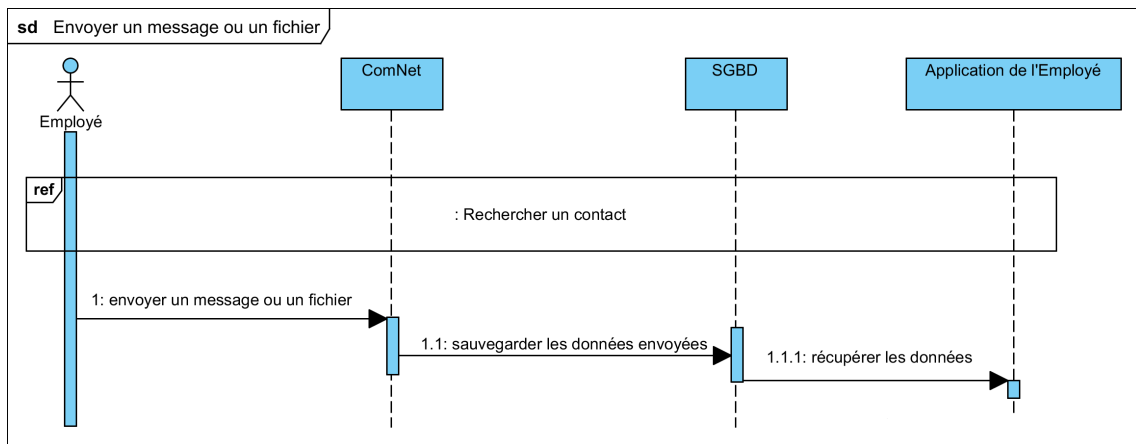 sd Envoyer un message ou un fichier
ComNet
SGBD
Application de l'Employé
Employé
ref
: Rechercher un contact
1: envoyer un message ou un fichier
1.1: sauvegarder les données envoyées
1.1.1: récupérer les données